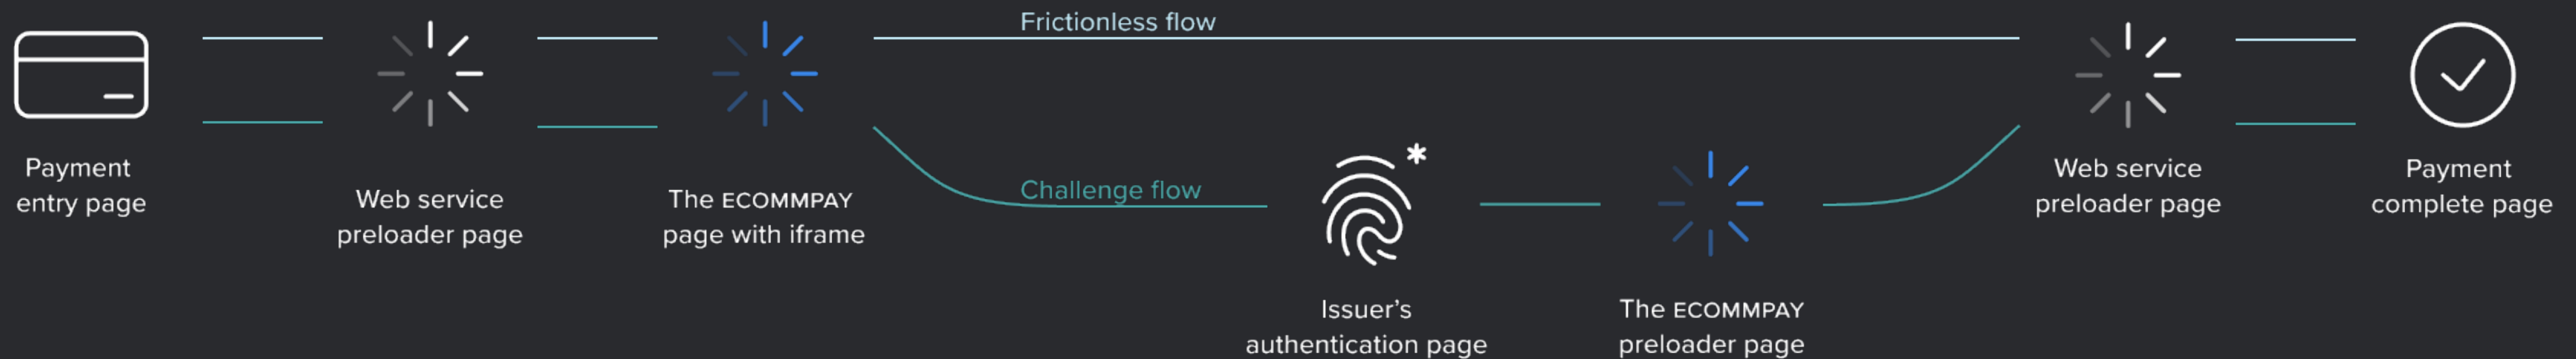 Frictionless flow
Payment
entry page
Web service
preloader page
The ECOMMPAY
page with iframe
Challenge flow
*
Issuer’s
authentication page
The ECOMMPAY
preloader page
Web service
preloader page
Payment
complete page